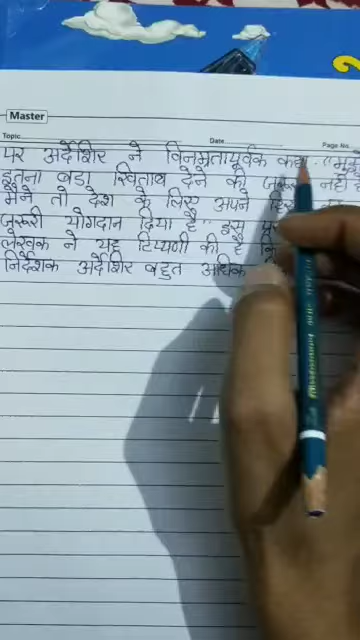 Master
Topic
Date
Page No.
पर अर्देशिर ने विनम्रतापूर्वक कहा "मुझे
इतना बडा खिताब देने की नहीं
मैने तो देश के लिए अपने
जरूरी योगदान दिया है" इस
लेखक ने यह टिप्पणी की है कि
निर्देशक अर्देशिर बहुत अधिक